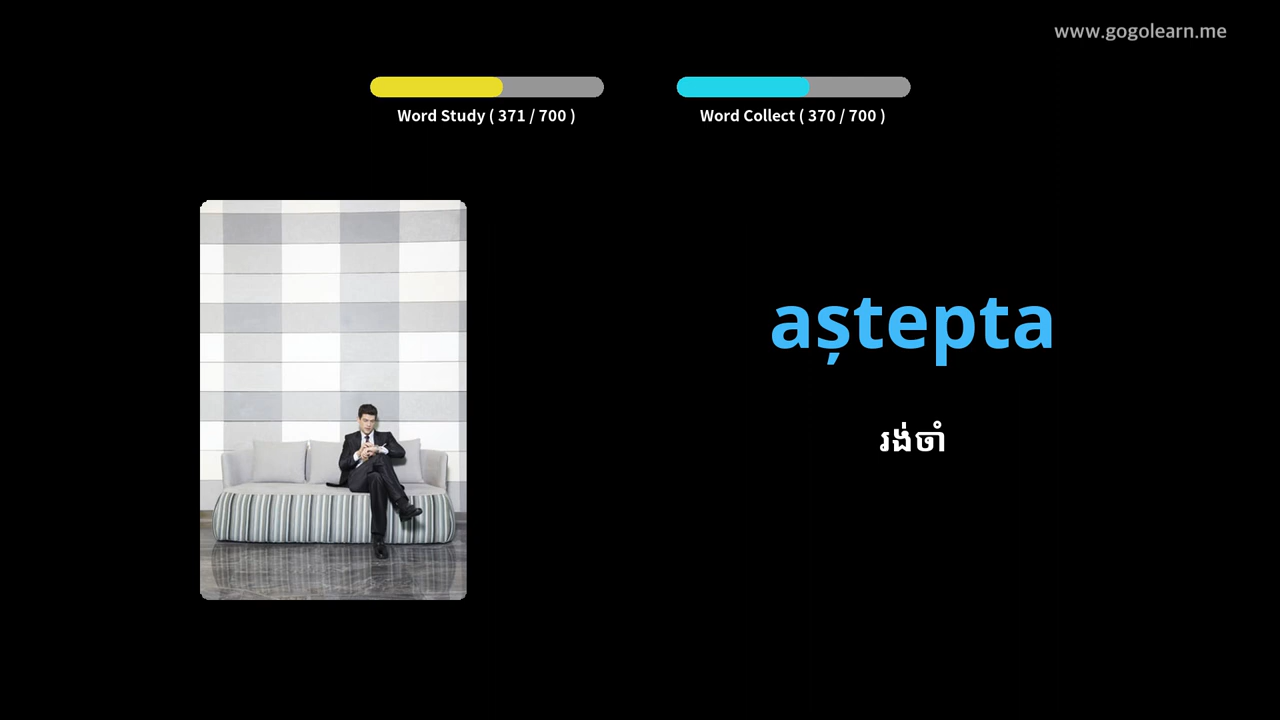 www.gogolearn.me
Word Study ( 371 / 700 )
Word Collect ( 370 / 700 )
aștepta
រង់ចាំ